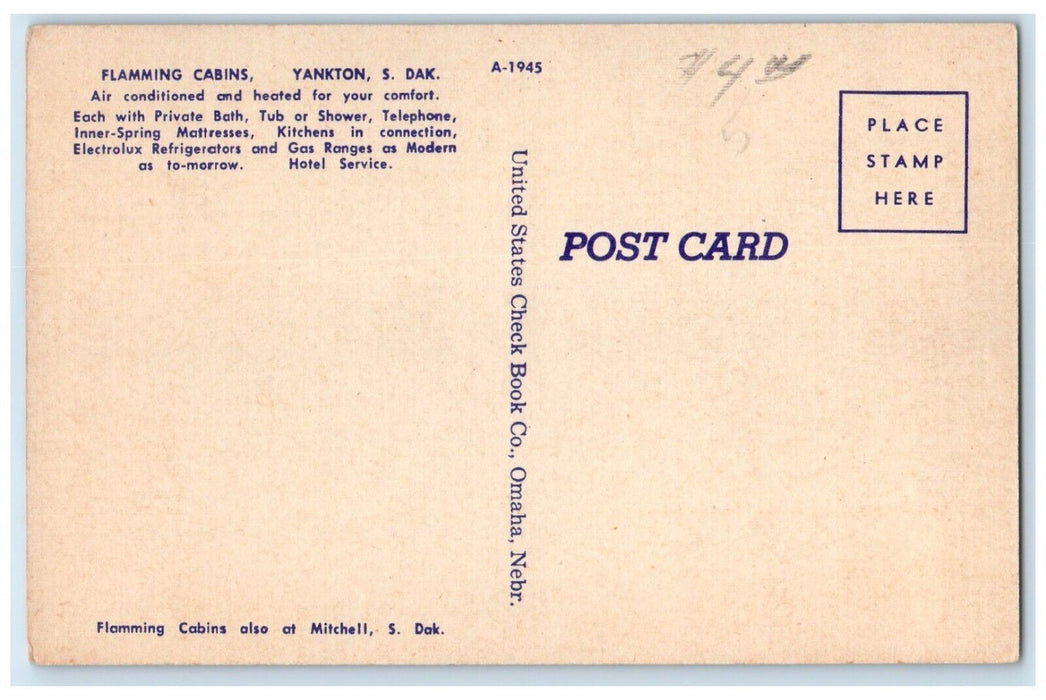 FLAMMING CABINS, YANKTON, S. DAK.
Air conditioned and heated for your comfort.
Each with Private Bath, Tub or Shower, Telephone,
Inner-Spring Mattresses, Kitchens in connection,
Electrolux Refrigerators and Gas Ranges as Modern
as to-morrow. Hotel Service.
Flamming Cabins also at Mitchell, S. Dak.
A-1945
United States Check Book Co., Omaha, Nebr.
$4.00
POST CARD
PLACE
STAMP
HERE